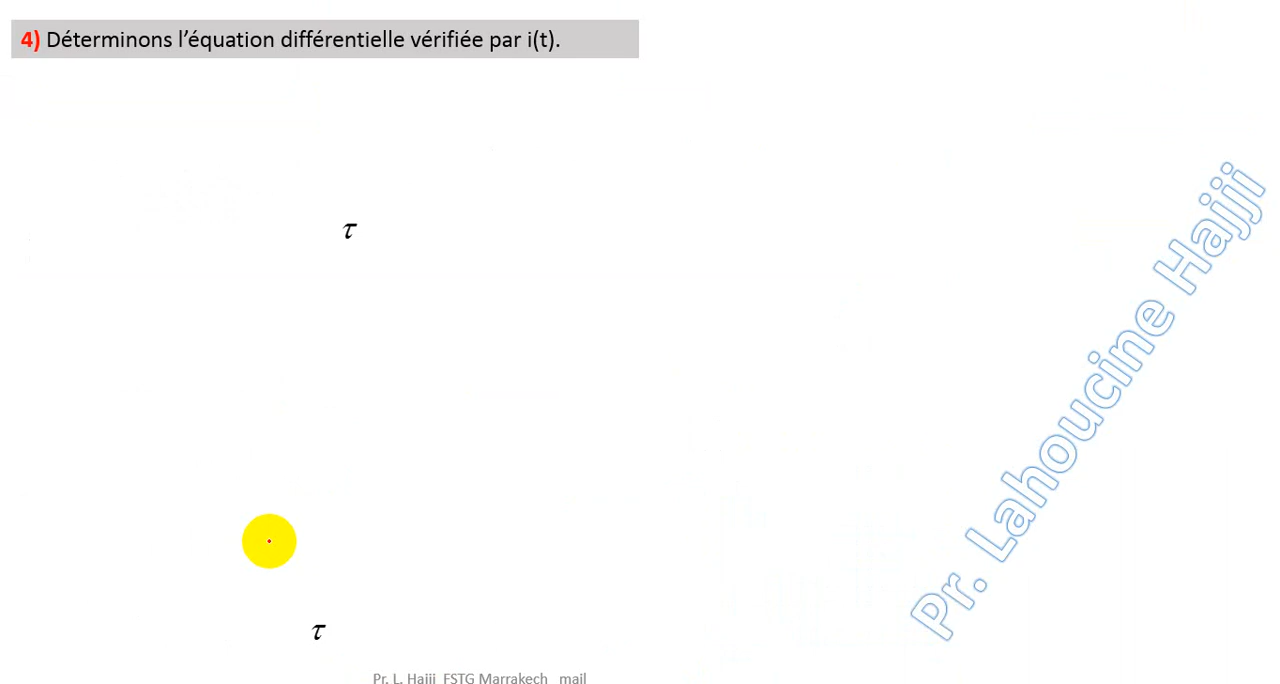 4) Déterminons l’équation différentielle vérifiée par i(t).
τ
Pr. Lahoucine Hajji
τ
Pr. L. Hajji FSTG Marrakech mail